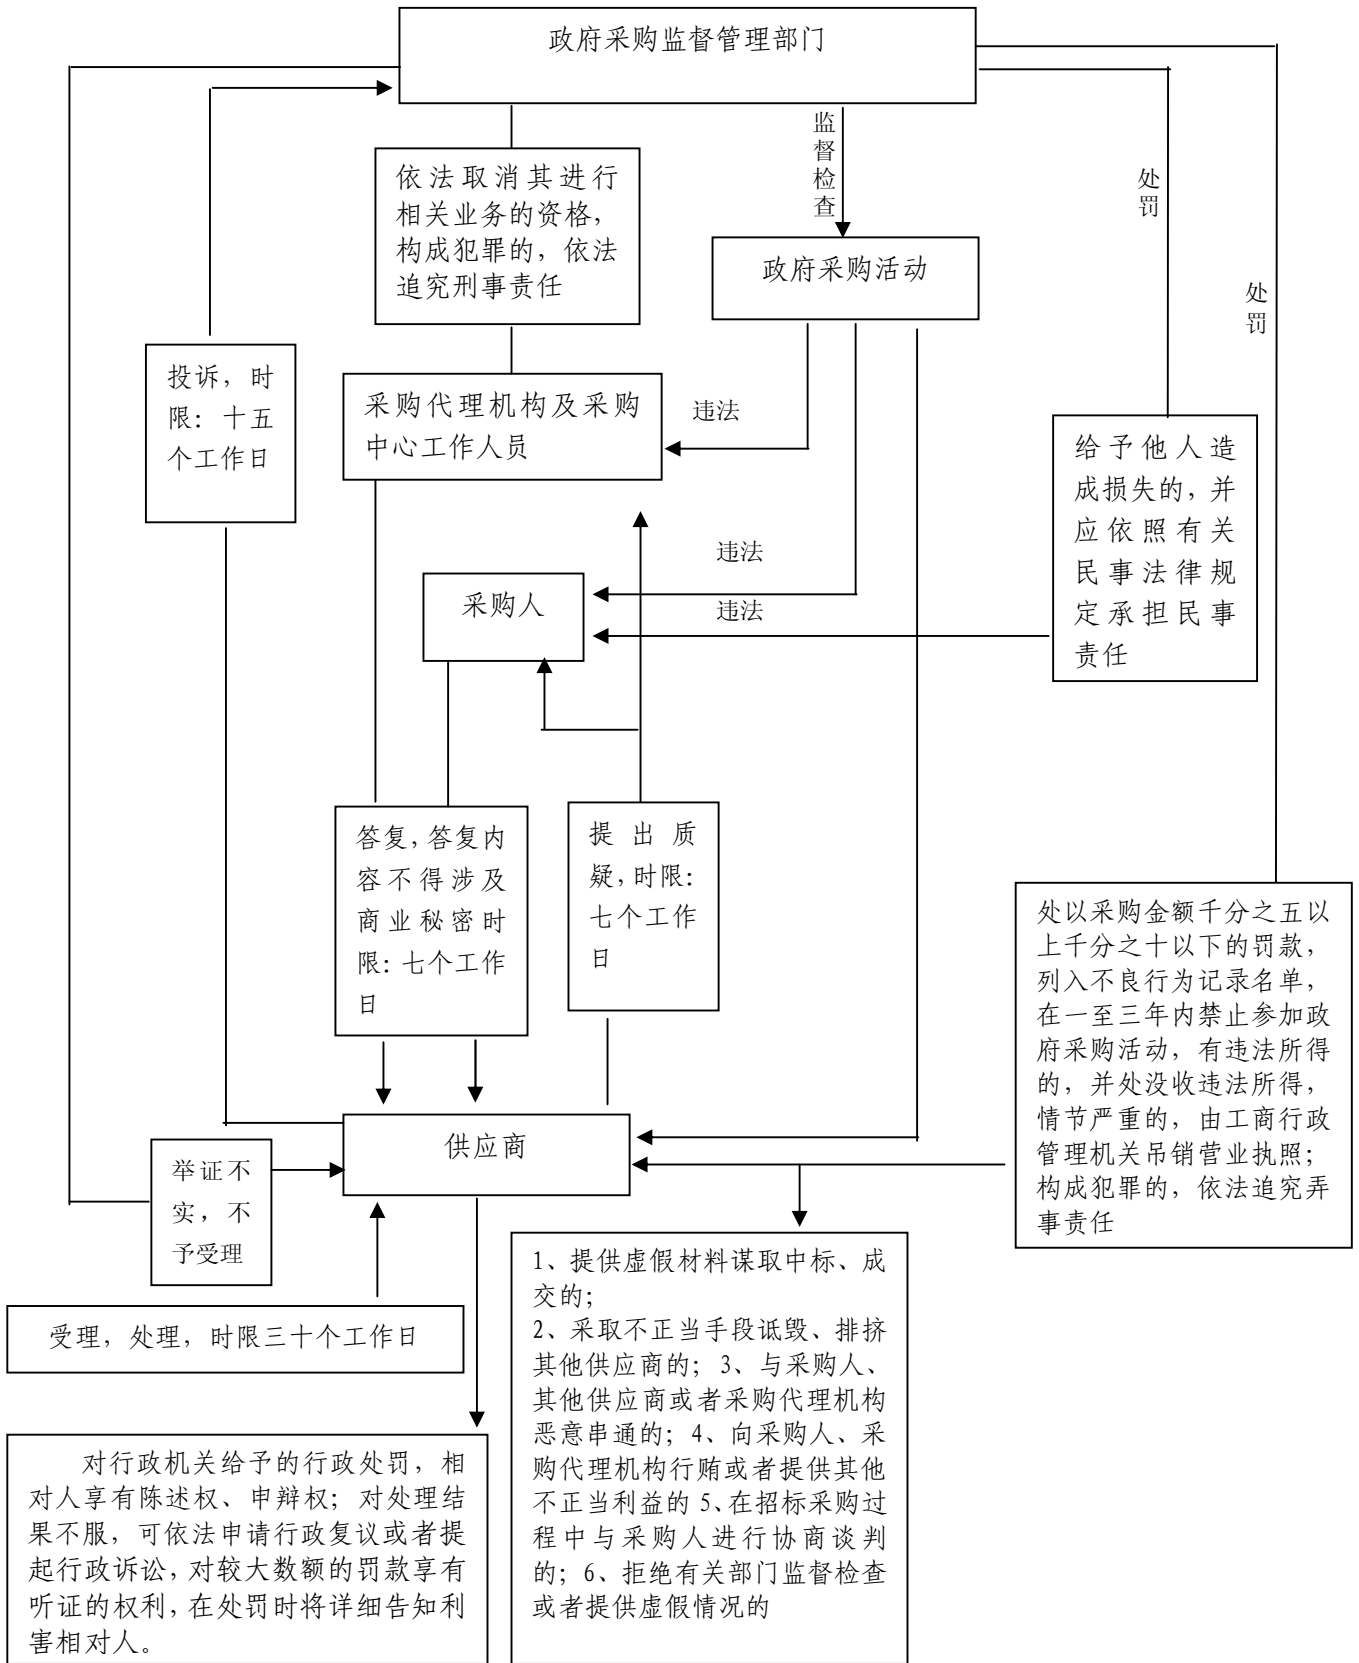 政府采购监督管理部门
监
督
检
查
处
罚
处
罚
依法取消其进行
相关业务的资格，
构成犯罪的，依法
追究刑事责任
政府采购活动
投诉，时
限：十五
个工作日
采购代理机构及采购
中心工作人员
违法
给予他人造
成损失的，并
应依照有关
民事法律规
定承担民事
责任
违法
采购人
违法
答复，答复内
容不得涉及
商业秘密时
限：七个工作
日
提出质
疑，时限：
七个工作
日
处以采购金额千分之五以
上千分之十以下的罚款，
列入不良行为记录名单，
在一至三年内禁止参加政
府采购活动，有违法所得
的，并处没收违法所得，
情节严重的，由工商行政
管理机关吊销营业执照；
构成犯罪的，依法追究弄
事责任
供应商
举证不
实，不
予受理
受理，处理，时限三十个工作日
1、提供虚假材料谋取中标、成
交的；
2、采取不正当手段诋毁、排挤
其他供应商的；3、与采购人、
其他供应商或者采购代理机构
恶意串通的；4、向采购人、采
购代理机构行贿或者提供其他
不正当利益的 5、在招标采购过
程中与采购人进行协商谈判
的；6、拒绝有关部门监督检查
或者提供虚假情况的
对行政机关给予的行政处罚，相
对人享有陈述权、申辩权；对处理结
果不服，可依法申请行政复议或者提
起行政诉讼，对较大数额的罚款享有
听证的权利，在处罚时将详细告知利
害相对人。